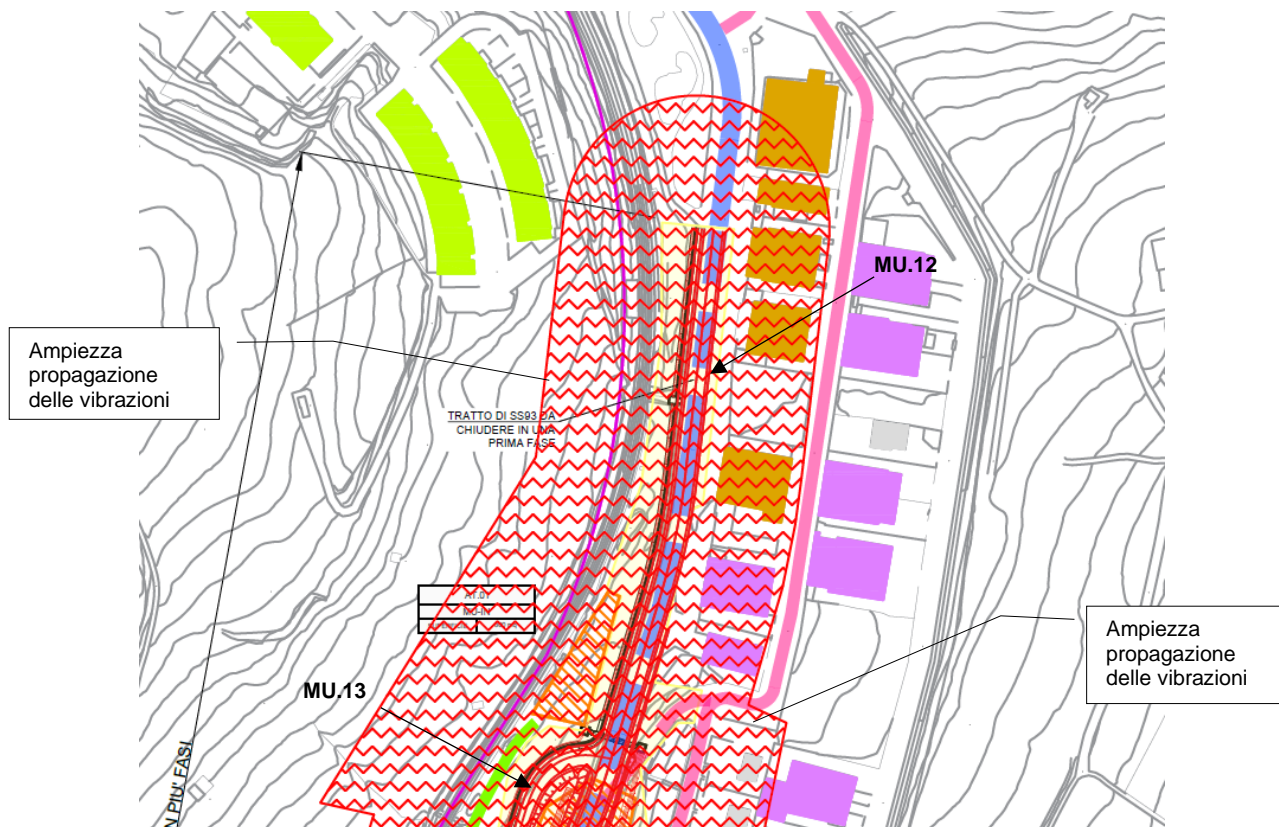 MU.12
Ampiezza
propagazione
delle vibrazioni
TRATTO DI SS93 DA
CHIUDERE IN UNA
PRIMA FASE
Ampiezza
propagazione
delle vibrazioni
MU.13
N PIU' FASI